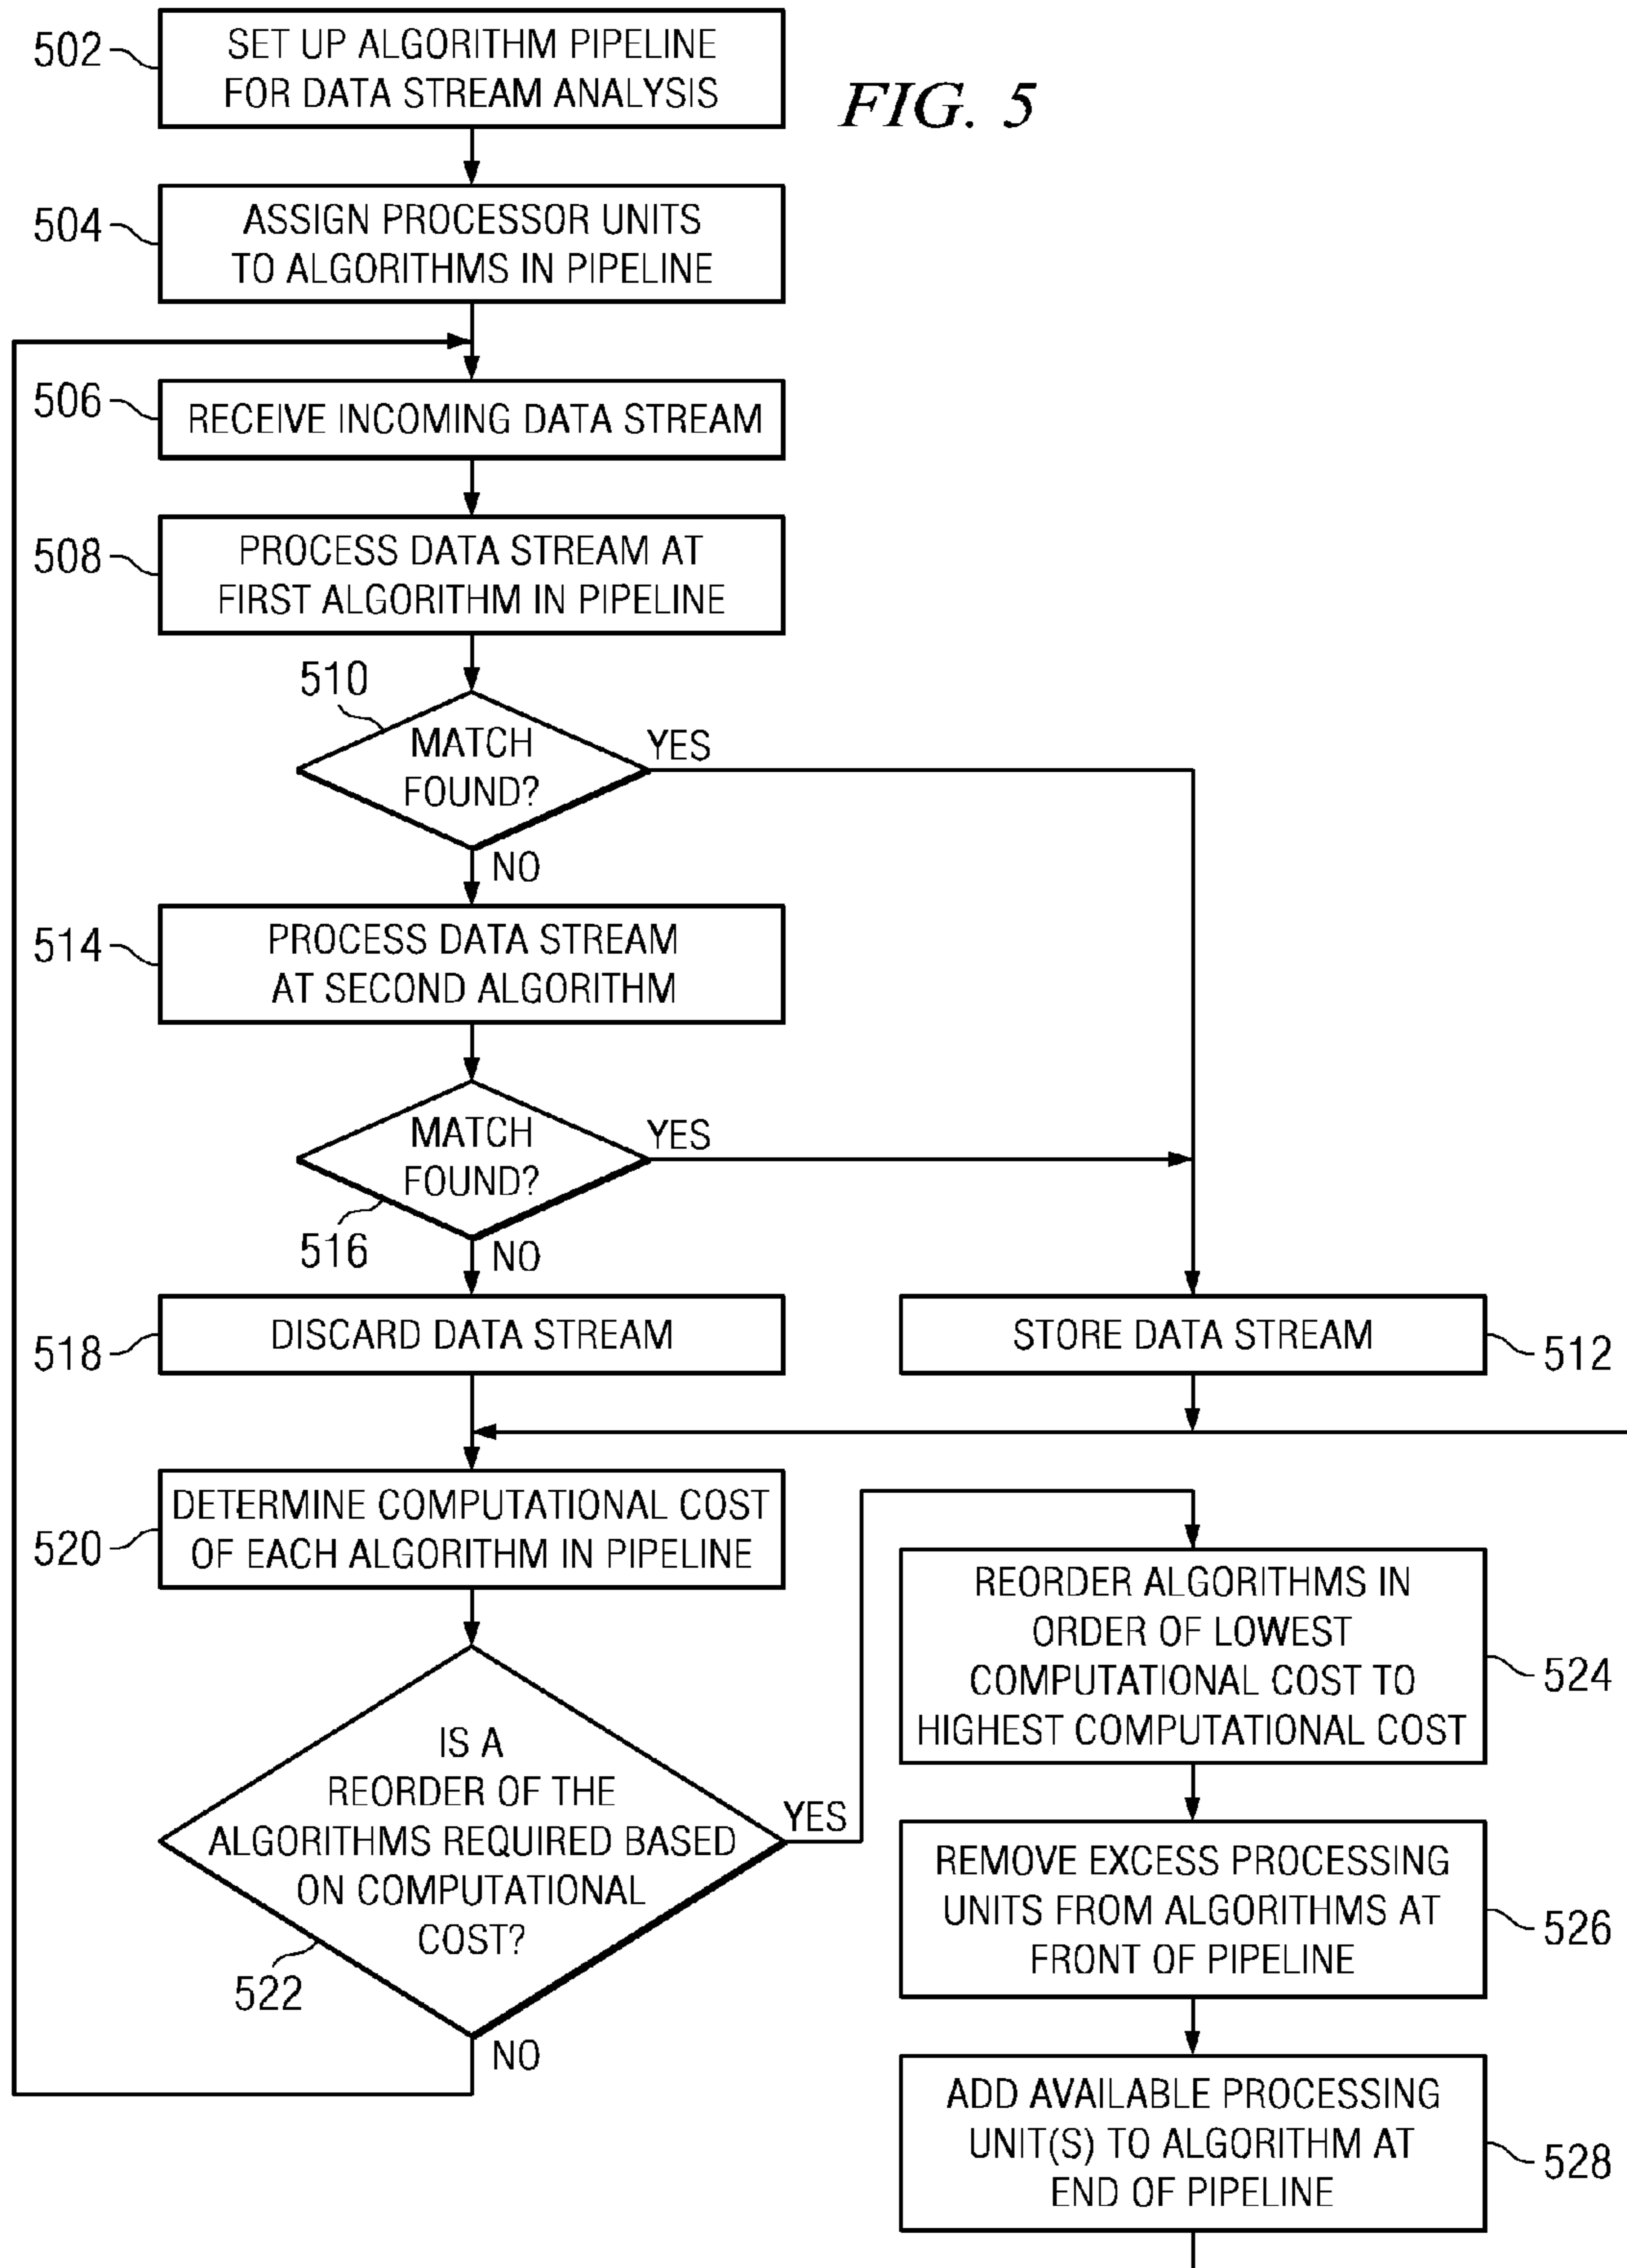 502
SET UP ALGORITHM PIPELINE
FOR DATA STREAM ANALYSIS
FIG. 5
504
ASSIGN PROCESSOR UNITS
TO ALGORITHMS IN PIPELINE
506
RECEIVE INCOMING DATA STREAM
508
PROCESS DATA STREAM AT
FIRST ALGORITHM IN PIPELINE
510
MATCH
FOUND?
YES
NO
514
PROCESS DATA STREAM
AT SECOND ALGORITHM
MATCH
FOUND?
YES
516
NO
518
DISCARD DATA STREAM
STORE DATA STREAM
512
520
DETERMINE COMPUTATIONAL COST
OF EACH ALGORITHM IN PIPELINE
IS A
REORDER OF THE
ALGORITHMS REQUIRED BASED
ON COMPUTATIONAL
COST?
YES
522
NO
REORDER ALGORITHMS IN
ORDER OF LOWEST
COMPUTATIONAL COST TO
HIGHEST COMPUTATIONAL COST
524
REMOVE EXCESS PROCESSING
UNITS FROM ALGORITHMS AT
FRONT OF PIPELINE
526
ADD AVAILABLE PROCESSING
UNIT(S) TO ALGORITHM AT
END OF PIPELINE
528